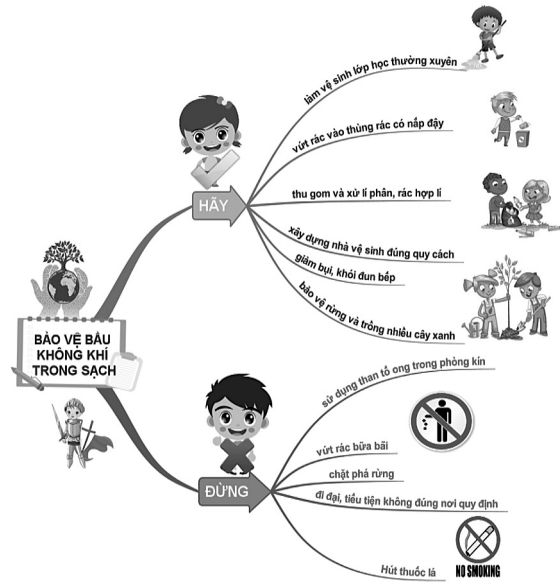 làm vệ sinh lớp học thường xuyên
vứt rác vào thùng rác có nắp đậy
HÃY
thu gom và xử lí phân, rác hợp lí
xây dựng nhà vệ sinh đúng quy cách
giảm bụi, khói đun bếp
bảo vệ rừng và trồng nhiều cây xanh
BẢO VỆ BẦU
KHÔNG KHÍ
TRONG SẠCH
sử dụng than tổ ong trong phòng kín
vứt rác bữa bãi
chặt phá rừng
ĐỪNG
đi đại, tiểu tiện không đúng nơi quy định
Hút thuốc lá
NO SMOKING